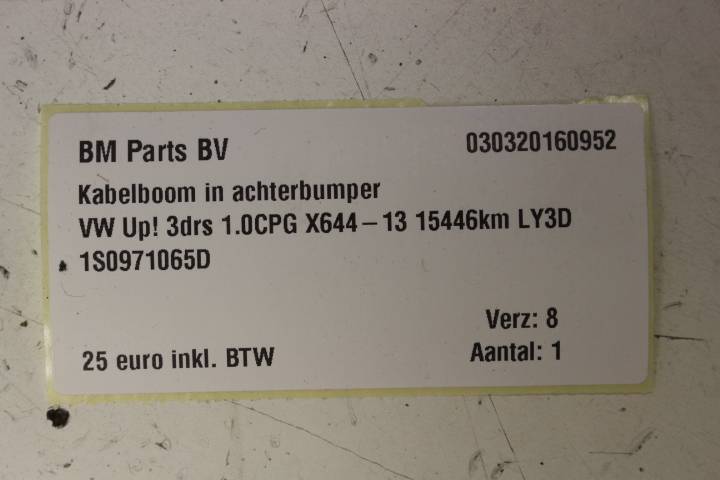 BM Parts BV 030320160952
Kabelboom in achterbumper
VW Up! 3drs 1.0CPG X644-13 15446km LY3D
1S0971065D
Verz: 8
25 euro inkl. BTW Aantal: 1